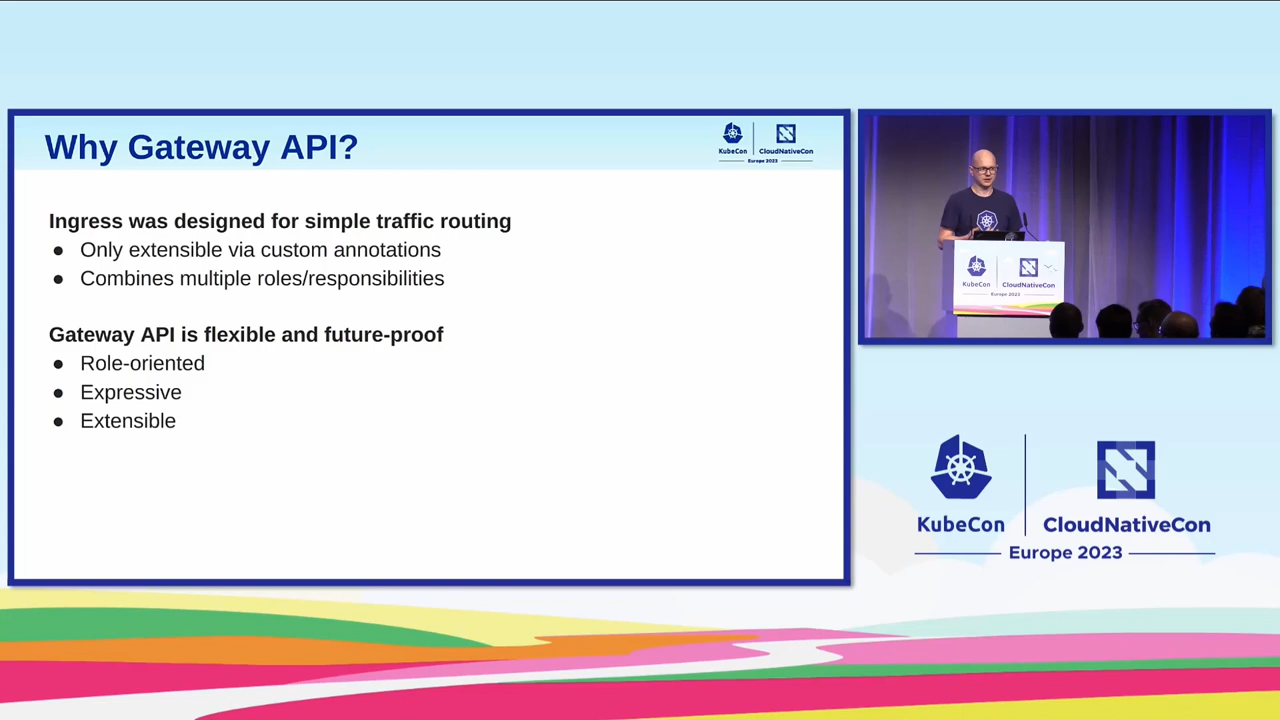 Why Gateway API?
KubeCon
CloudNativeCon
Europe 2023
Ingress was designed for simple traffic routing
● Only extensible via custom annotations
● Combines multiple roles/responsibilities
Gateway API is flexible and future-proof
● Role-oriented
● Expressive
● Extensible
KubeCon
CloudNativeCon
Europe 2023
KubeCon
CloudNativeCon
Europe 2023